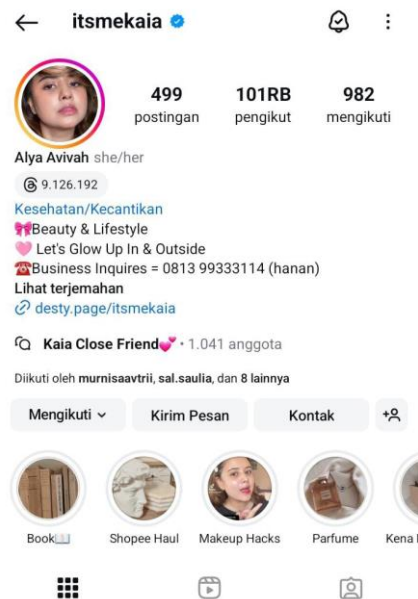 itsmekaia
499 101RB 982
postingan pengikut mengikuti
Alya Avivah she/her
9.126.192
Kesehatan/Kecantikan
🎀Beauty & Lifestyle
🩷 Let's Glow Up In & Outside
☎️Business Inquires = 0813 99333114 (hanan)
Lihat terjemahan
desty.page/itsmekaia
Kaia Close Friend💕 • 1.041 anggota
Diikuti oleh murnisaavtrii, sal.saulia, dan 8 lainnya
Mengikuti Kirim Pesan Kontak
Book📖 Shopee Haul Makeup Hacks Parfume Kena